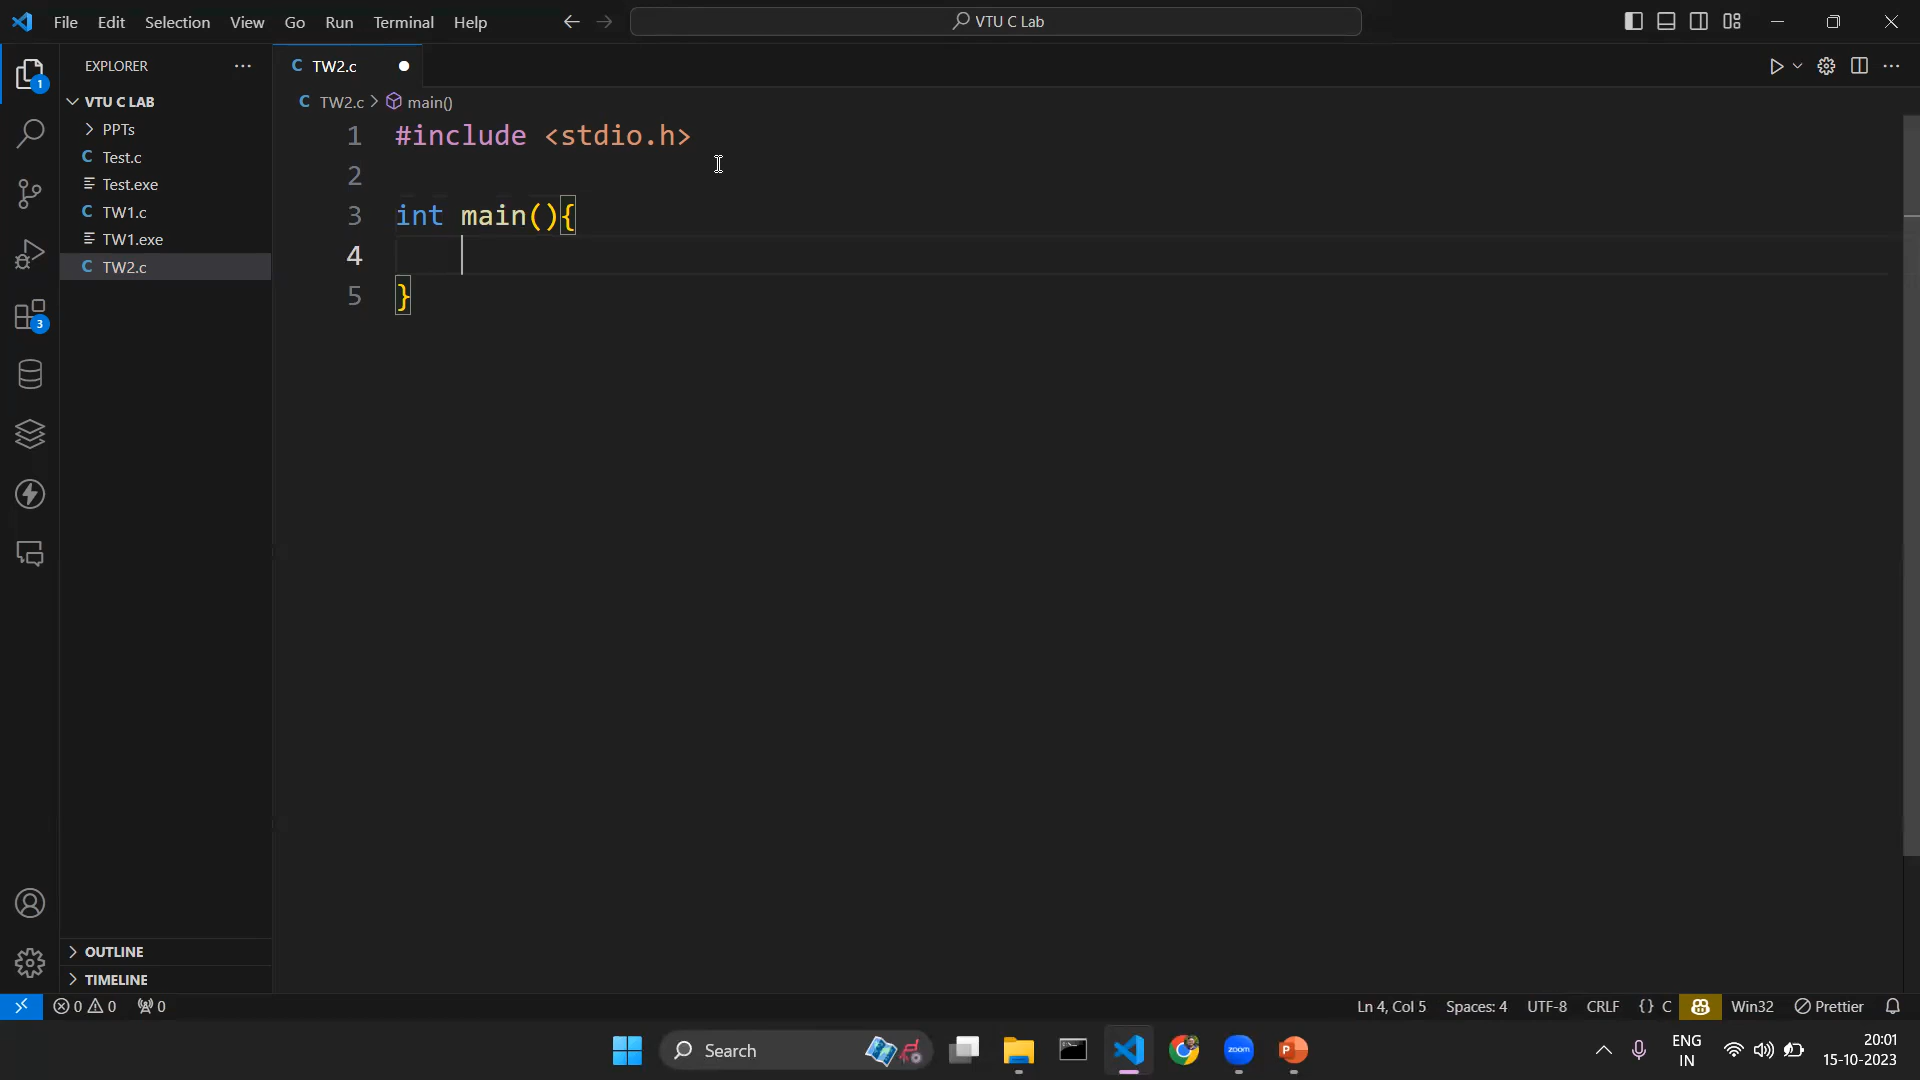 File Edit Selection View Go Run Terminal Help
VTU C Lab
EXPLORER
VTU C LAB
PPTs
C Test.c
Test.exe
C TW1.c
TW1.exe
C TW2.c
OUTLINE
TIMELINE
1
3
C TW2.c
C TW2.c > main()
1 #include <stdio.h>
2
3 int main(){
4
5 }
0 0 0
Ln 4, Col 5 Spaces: 4 UTF-8 CRLF {} C Win32 Prettier
Search
zoom
ENG
IN
20:01
15-10-2023